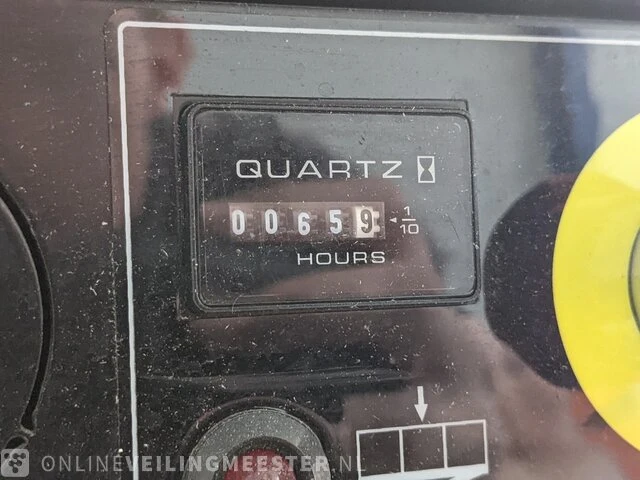 QUARTZ
00659 1/10
HOURS
ONLINEVEILINGMEESTER.NL